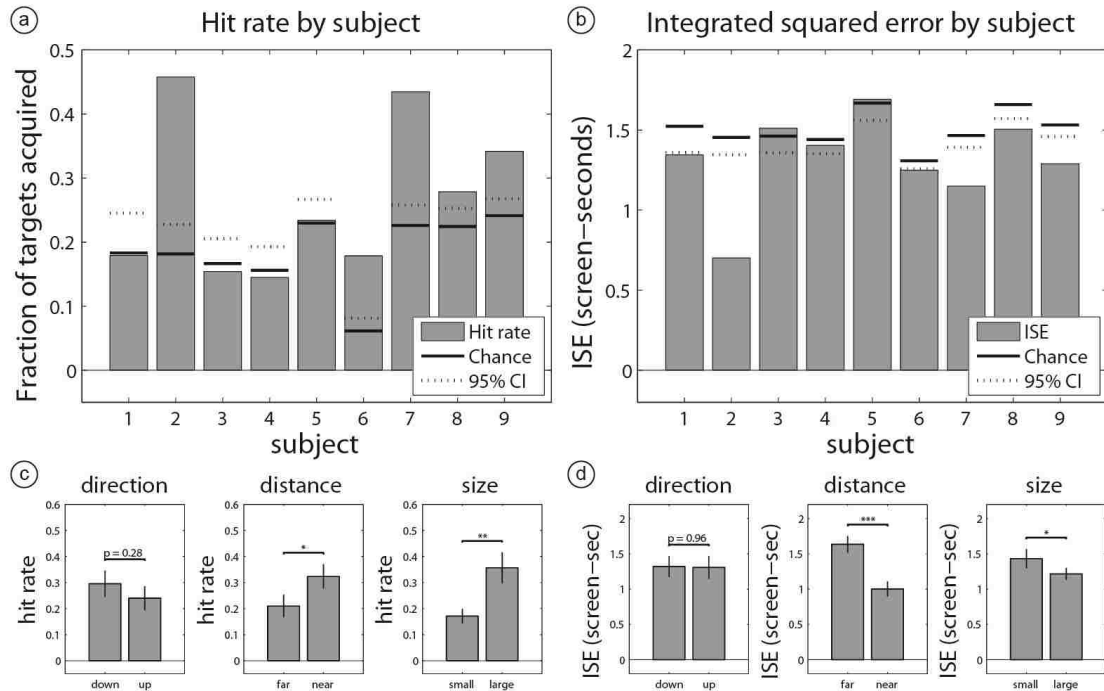 a
Hit rate by subject
Fraction of targets acquired
0.5
0.4
0.3
0.2
0.1
0
Hit rate
Chance
95% CI
1 2 3 4 5 6 7 8 9
subject
b
Integrated squared error by subject
ISE (screen-seconds)
2
1.5
1
0.5
0
ISE
Chance
95% CI
1 2 3 4 5 6 7 8 9
subject
c
direction
hit rate
0.6
0.5
0.4
0.3
0.2
0.1
0
p = 0.28
down up
distance
hit rate
0.6
0.5
0.4
0.3
0.2
0.1
0
*
far near
size
hit rate
0.6
0.5
0.4
0.3
0.2
0.1
0
**
small large
d
direction
ISE (screen-sec)
2
1.5
1
0.5
0
p = 0.96
down up
distance
ISE (screen-sec)
2
1.5
1
0.5
0
***
far near
size
ISE (screen-sec)
2
1.5
1
0.5
0
*
small large